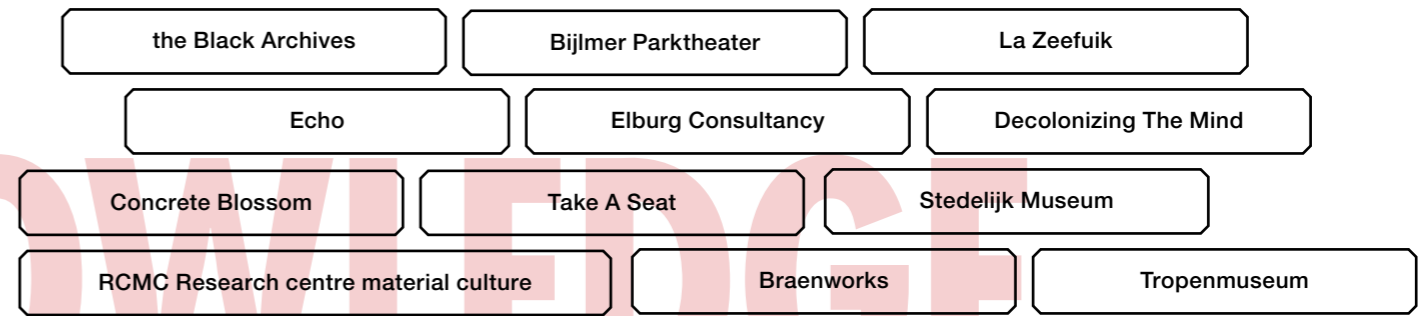 the Black Archives
Bijlmer Parktheater
La Zeefuik
Echo
Elburg Consultancy
Decolonizing The Mind
Concrete Blossom
Take A Seat
Stedelijk Museum
RCMC Research centre material culture
Braenworks
Tropenmuseum
OWLEDGE